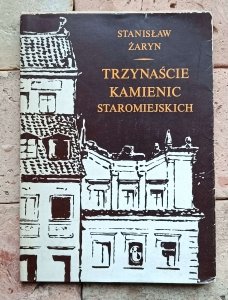 STANISŁAW
ŻARYN
TRZYNAŚCIE
KAMIENIC
STAROMIEJSKICH